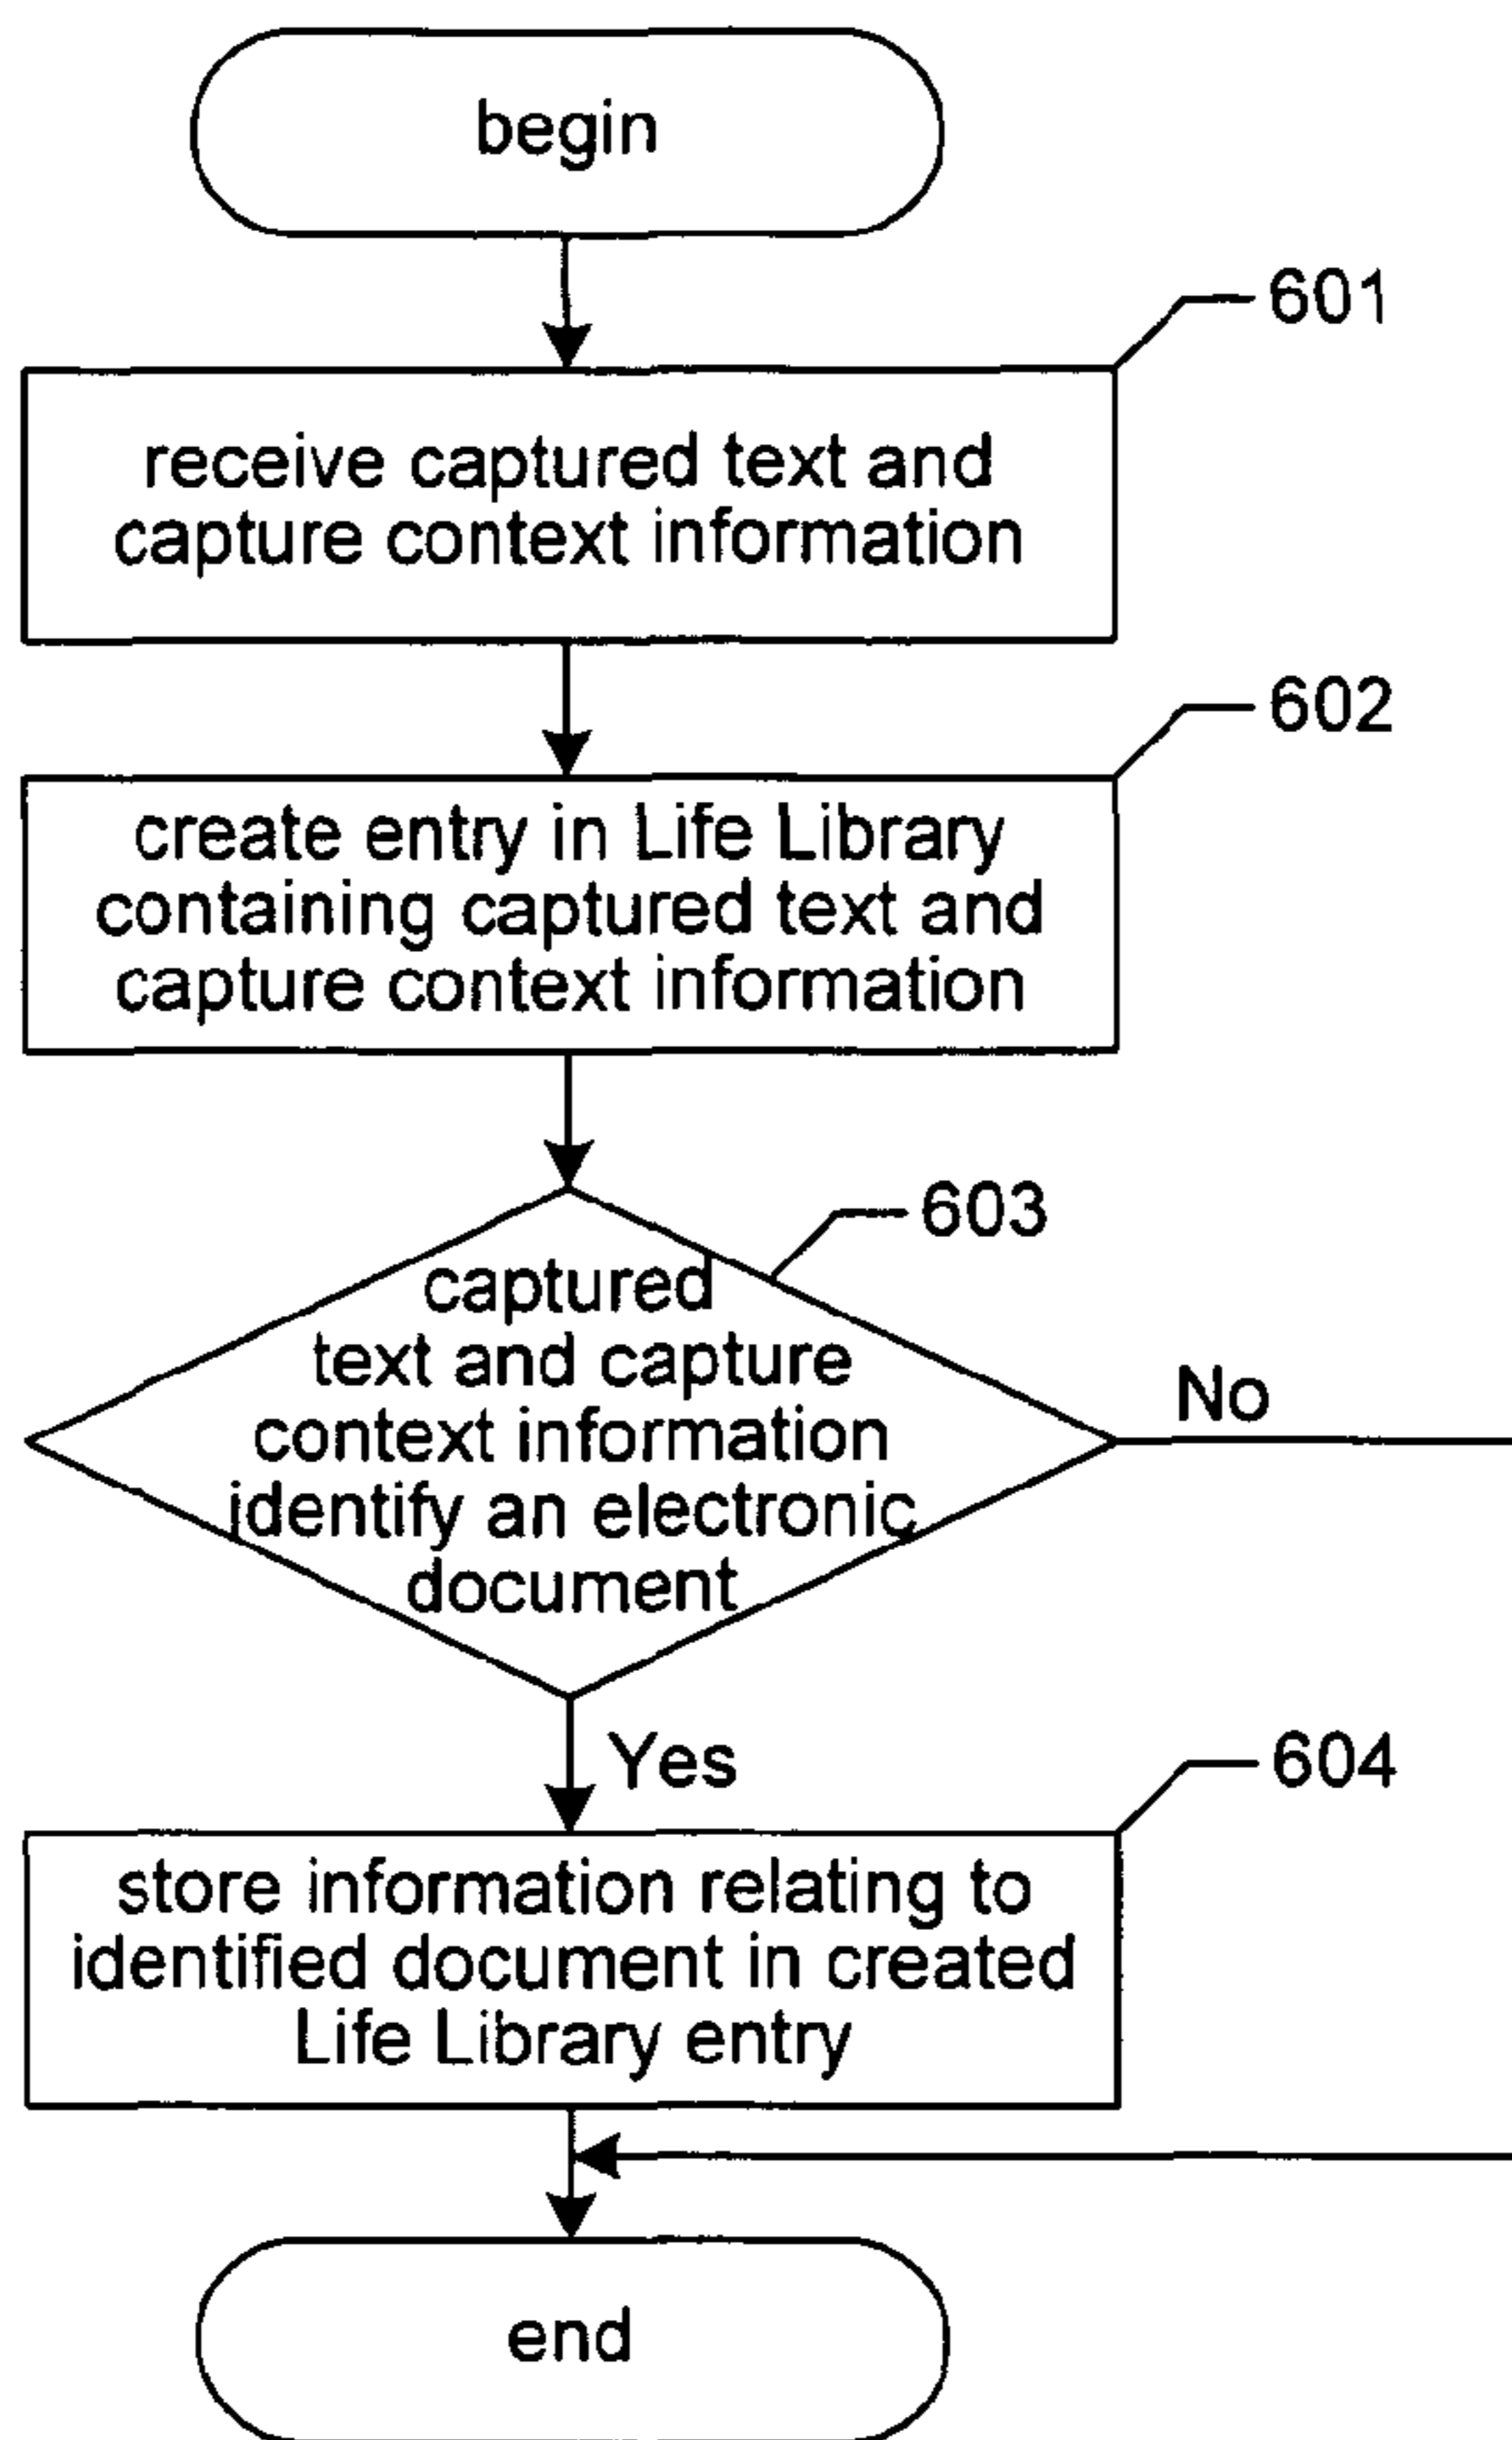 begin
601
receive captured text and
capture context information
602
create entry in Life Library
containing captured text and
capture context information
603
captured
text and capture
context information
identify an electronic
document
No
Yes
604
store information relating to
identified document in created
Life Library entry
end